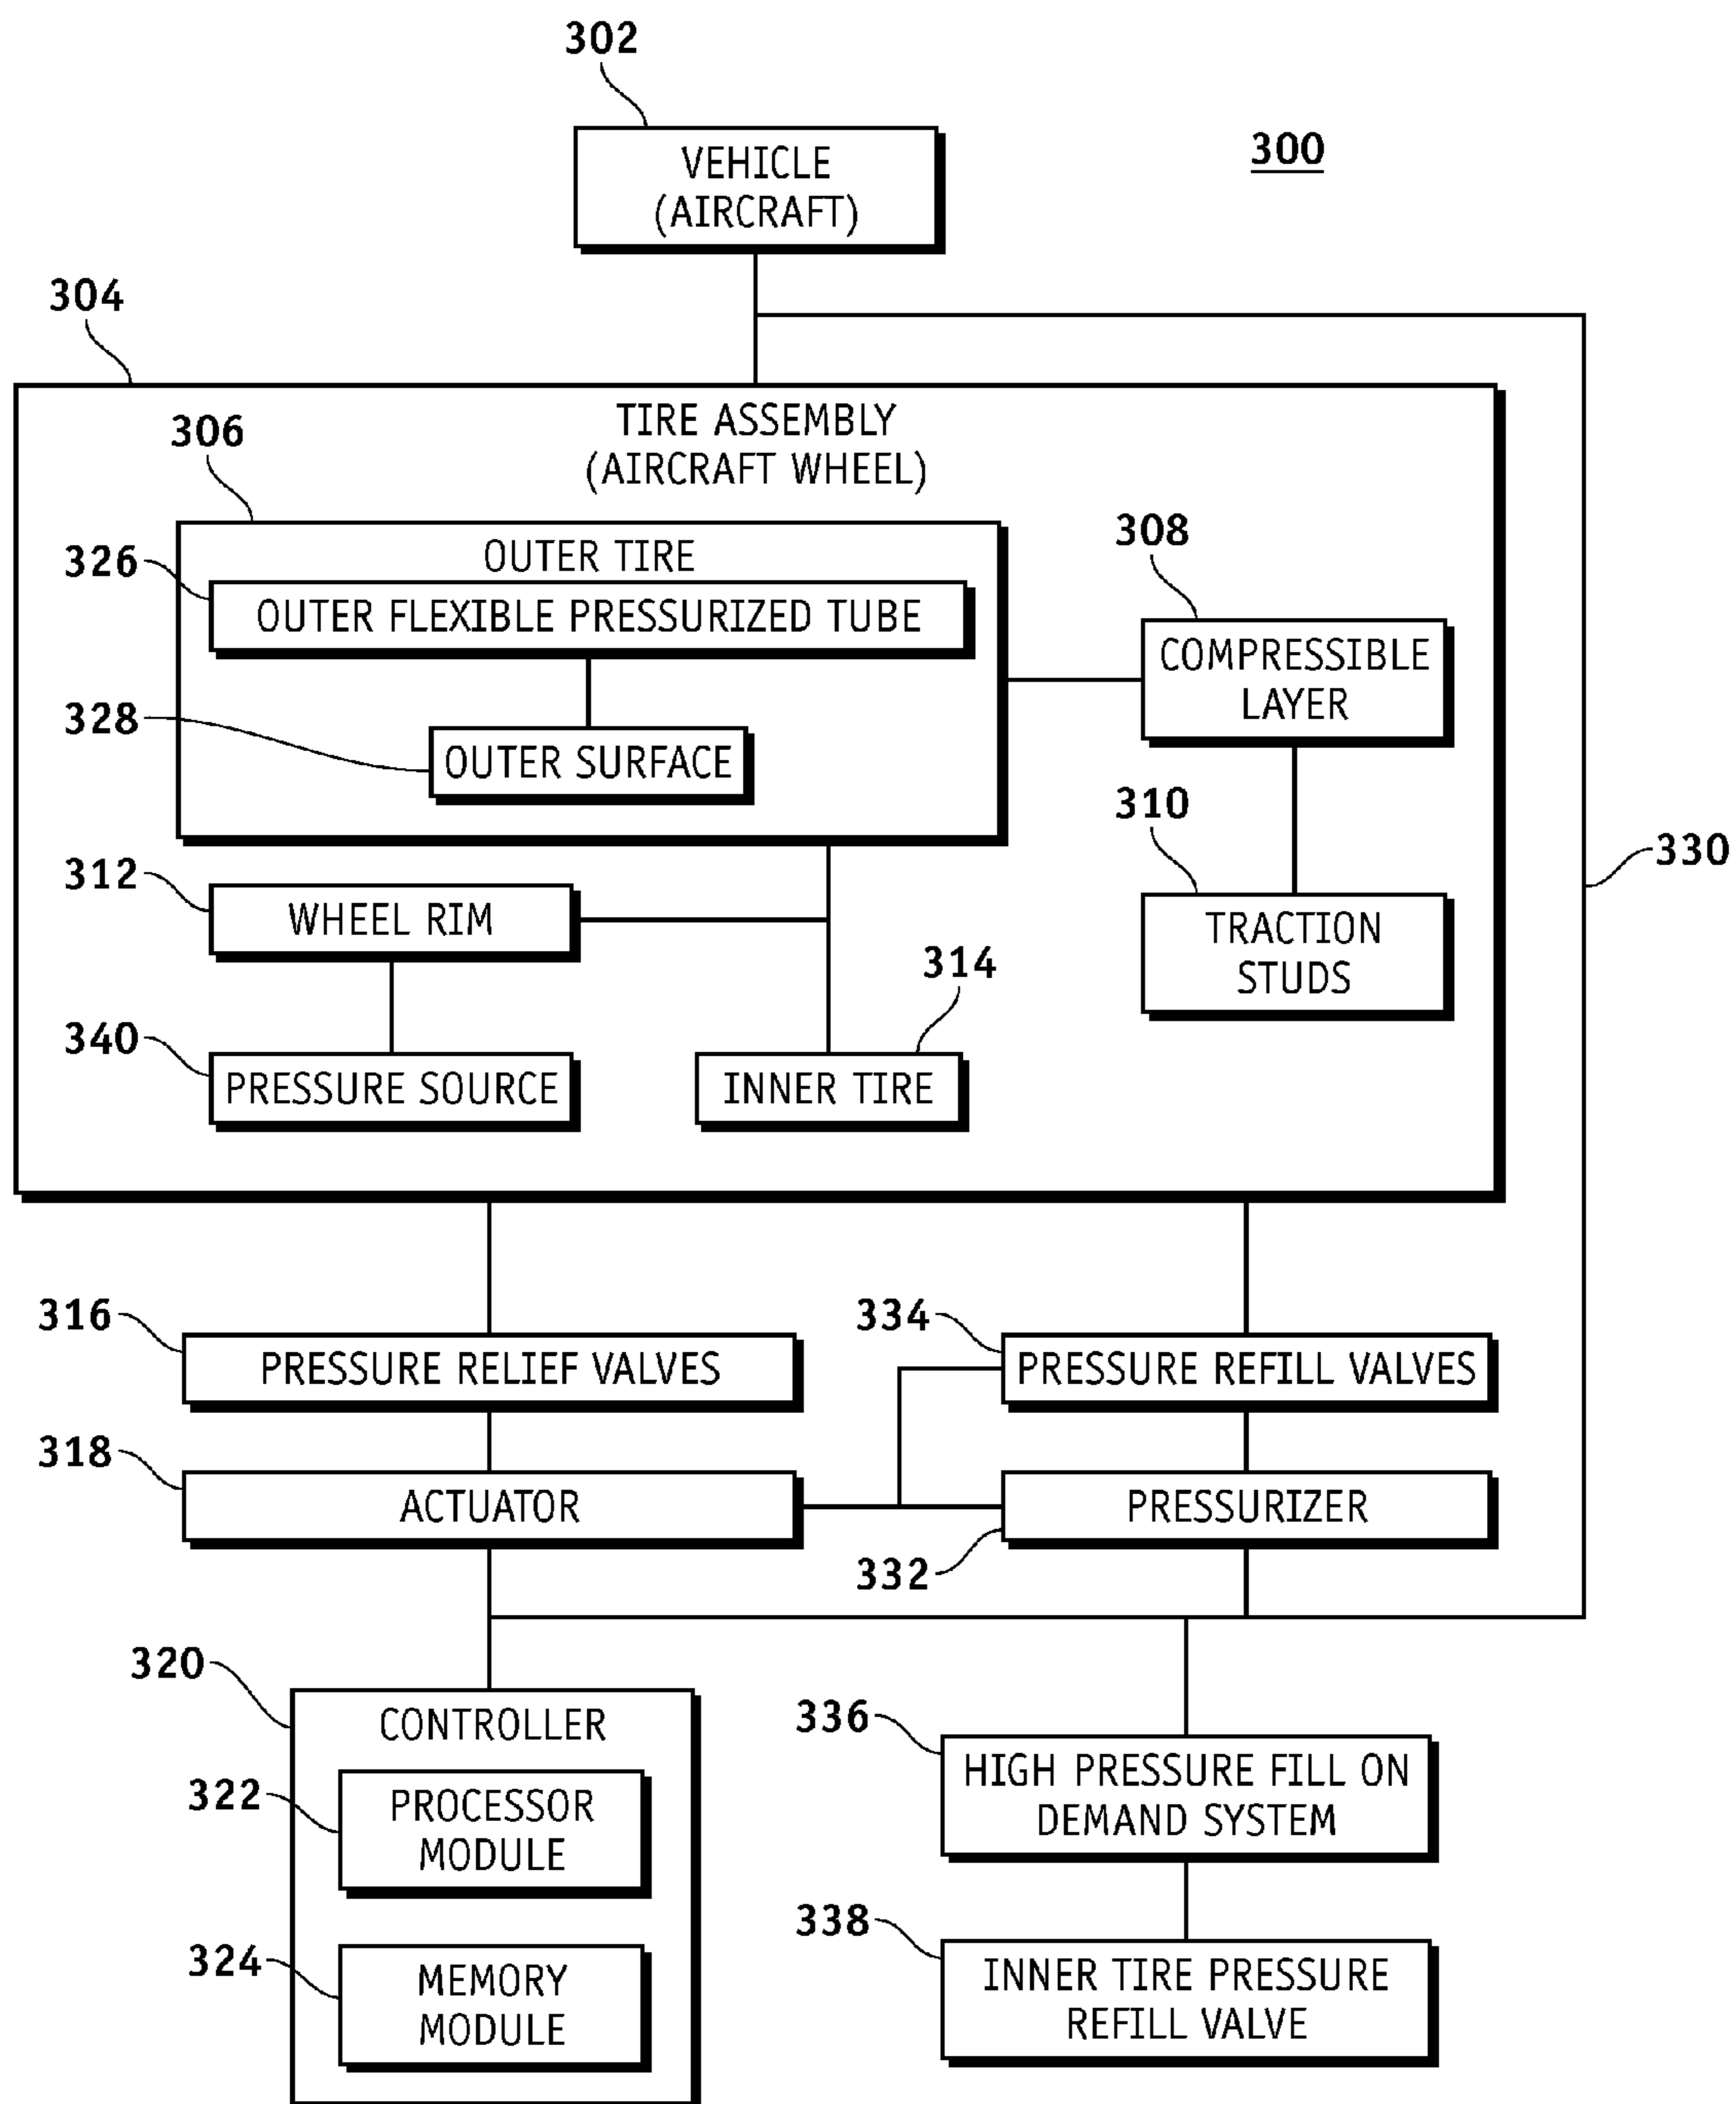 302
VEHICLE
(AIRCRAFT)
300
304
TIRE ASSEMBLY
(AIRCRAFT WHEEL)
306
OUTER TIRE
326
OUTER FLEXIBLE PRESSURIZED TUBE
328
OUTER SURFACE
308
COMPRESSIBLE
LAYER
310
TRACTION
STUDS
330
312
WHEEL RIM
314
340
PRESSURE SOURCE
INNER TIRE
316
PRESSURE RELIEF VALVES
334
PRESSURE REFILL VALVES
318
ACTUATOR
PRESSURIZER
332
320
CONTROLLER
322
PROCESSOR
MODULE
324
MEMORY
MODULE
336
HIGH PRESSURE FILL ON
DEMAND SYSTEM
338
INNER TIRE PRESSURE
REFILL VALVE